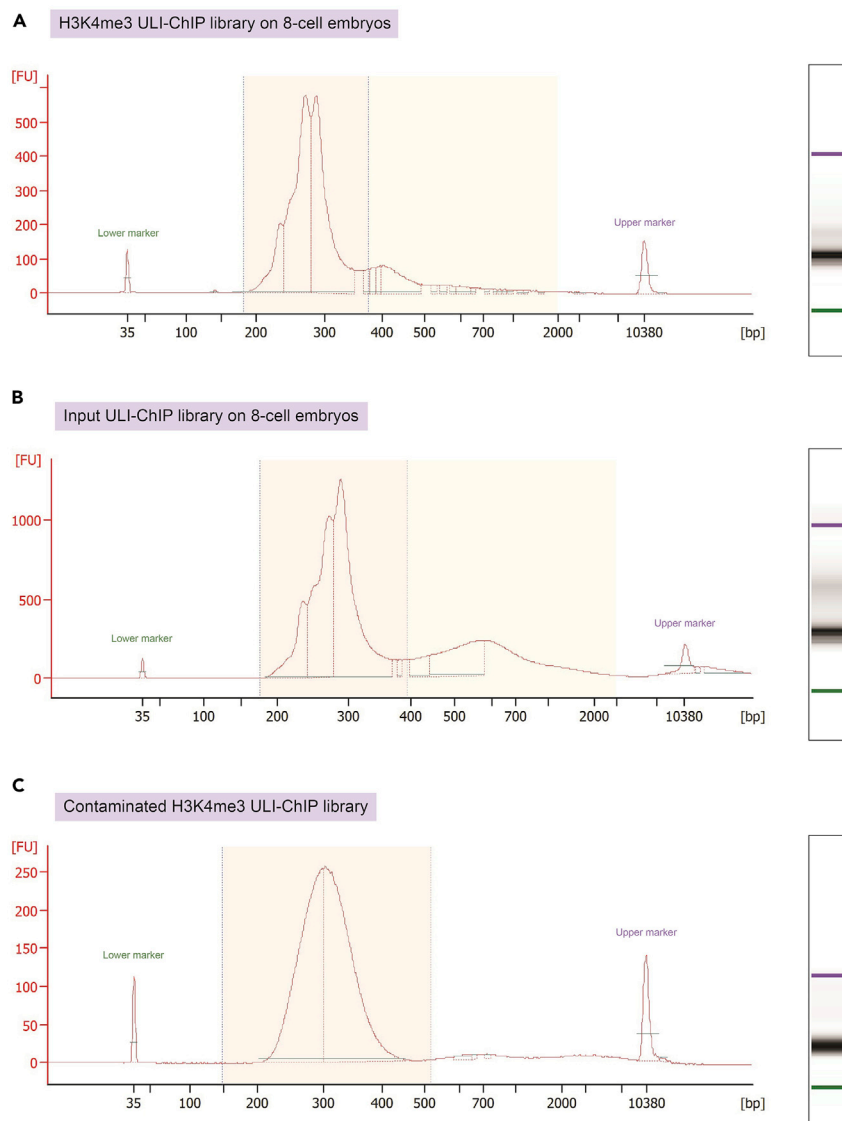 A
H3K4me3 ULI-ChIP library on 8-cell embryos
[FU]
500
400
300
200
100
0
Lower marker
Upper marker
35 100 200 300 400 500 700 2000 10380 [bp]
B
Input ULI-ChIP library on 8-cell embryos
[FU]
1000
500
0
Lower marker
Upper marker
35 100 200 300 400 500 700 2000 10380 [bp]
C
Contaminated H3K4me3 ULI-ChIP library
[FU]
250
200
150
100
50
0
Lower marker
Upper marker
35 100 200 300 400 500 700 2000 10380 [bp]